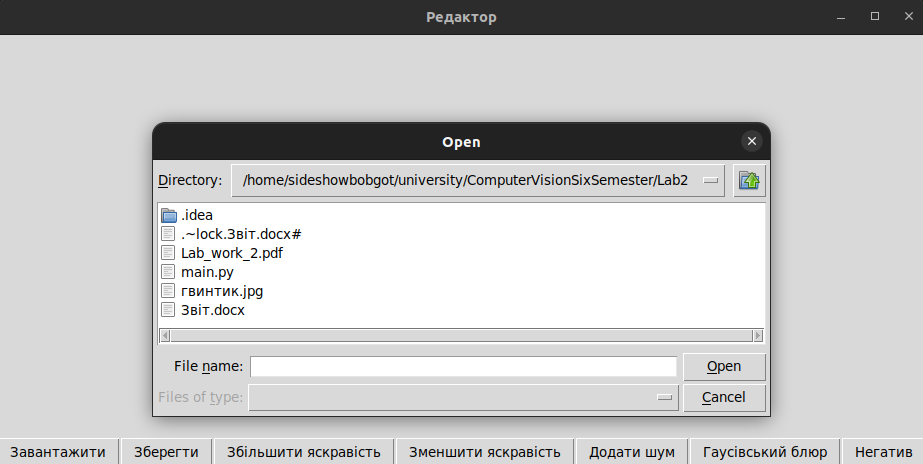 Редактор
Open
Directory: /home/sideshowbobgot/university/ComputerVisionSixSemester/Lab2
.idea
.~lock.Звіт.docx#
Lab_work_2.pdf
main.py
гвинтик.jpg
Звіт.docx
File name: Open
Files of type: Cancel
Завантажити Зберегти Збільшити яскравість Зменшити яскравість Додати шум Гаусівський блюр Негатив